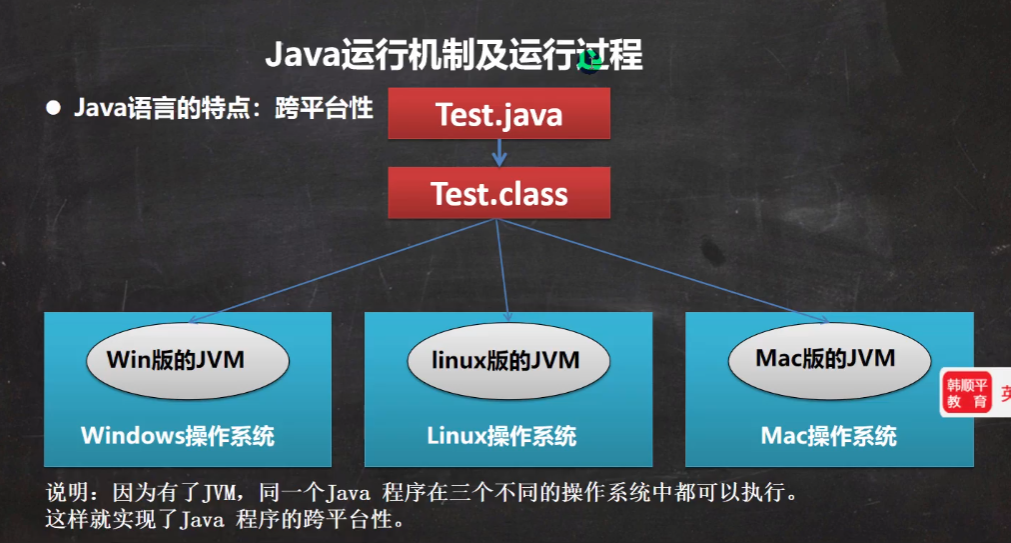 Java运行机制及运行过程
● Java语言的特点：跨平台性
Test.java
Test.class
Win版的JVM
linux版的JVM
Mac版的JVM
Windows操作系统
Linux操作系统
Mac操作系统
韩顺平
教 育
英
说明：因为有了JVM，同一个Java 程序在三个不同的操作系统中都可以执行。
这样就实现了Java 程序的跨平台性。